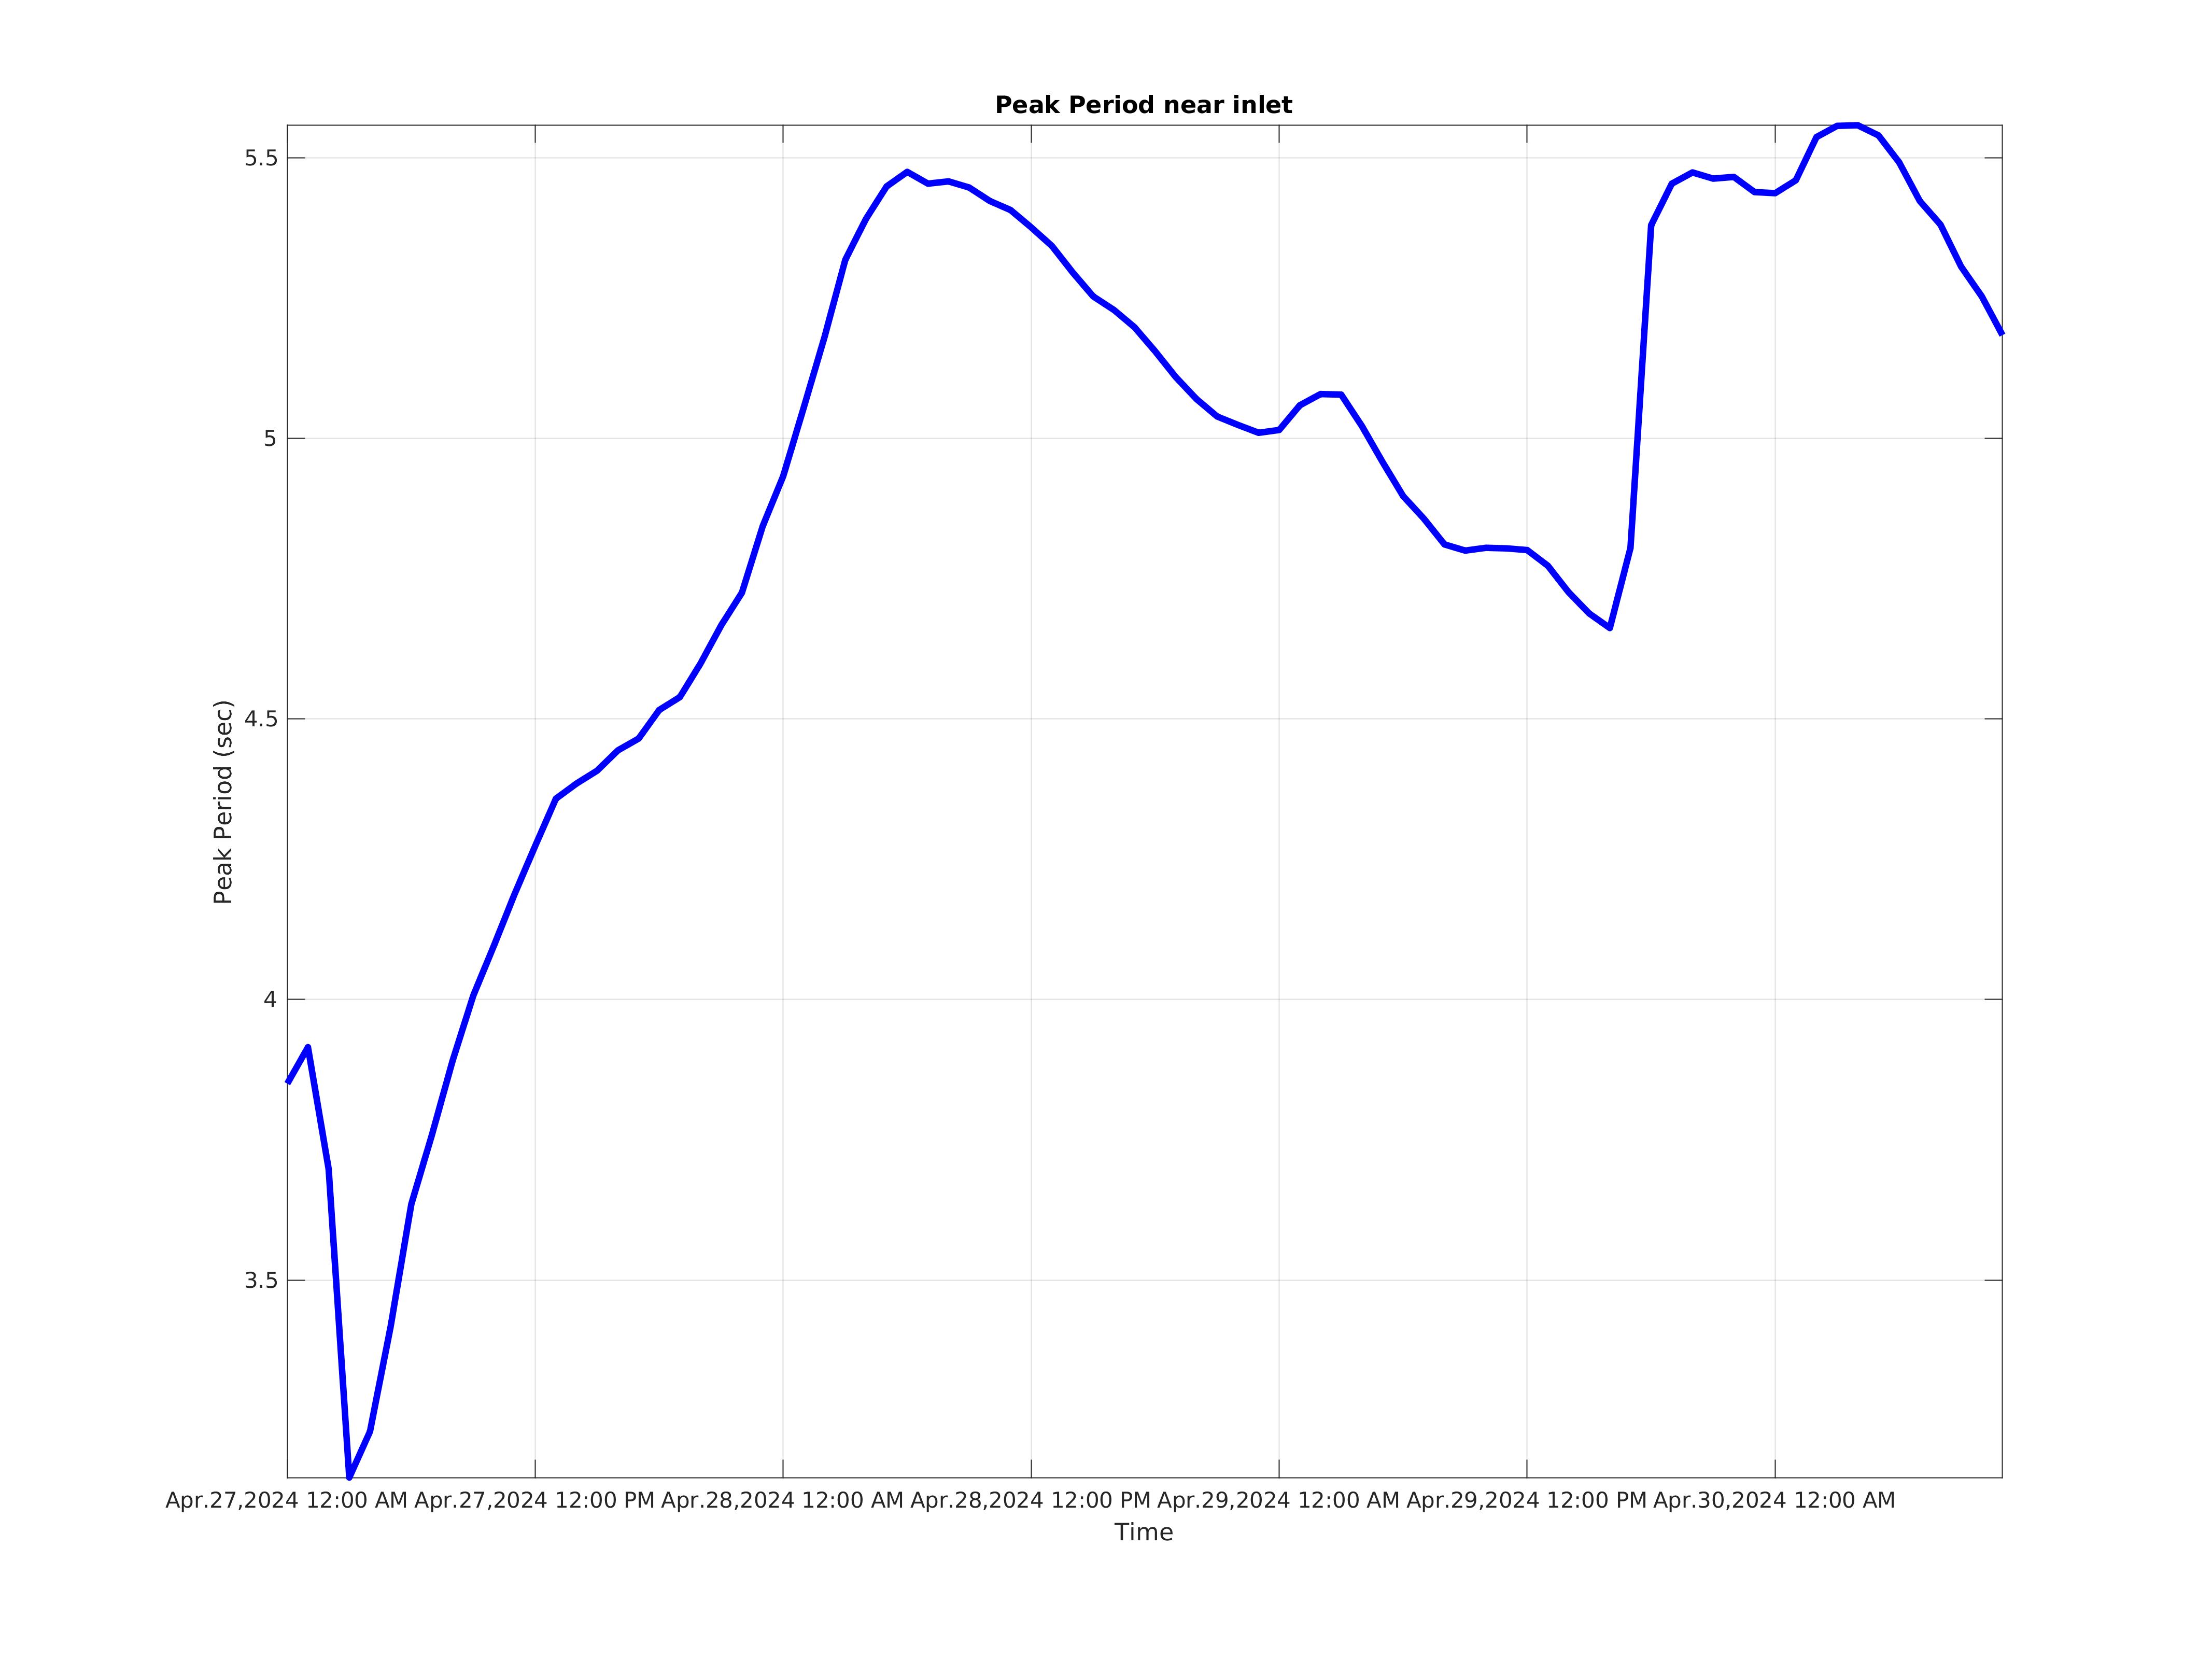 Peak Period near inlet
5.5
5
4.5
4
3.5
Peak Period (sec)
Apr.27,2024 12:00 AM Apr.27,2024 12:00 PM Apr.28,2024 12:00 AM Apr.28,2024 12:00 PM Apr.29,2024 12:00 AM Apr.29,2024 12:00 PM Apr.30,2024 12:00 AM
Time